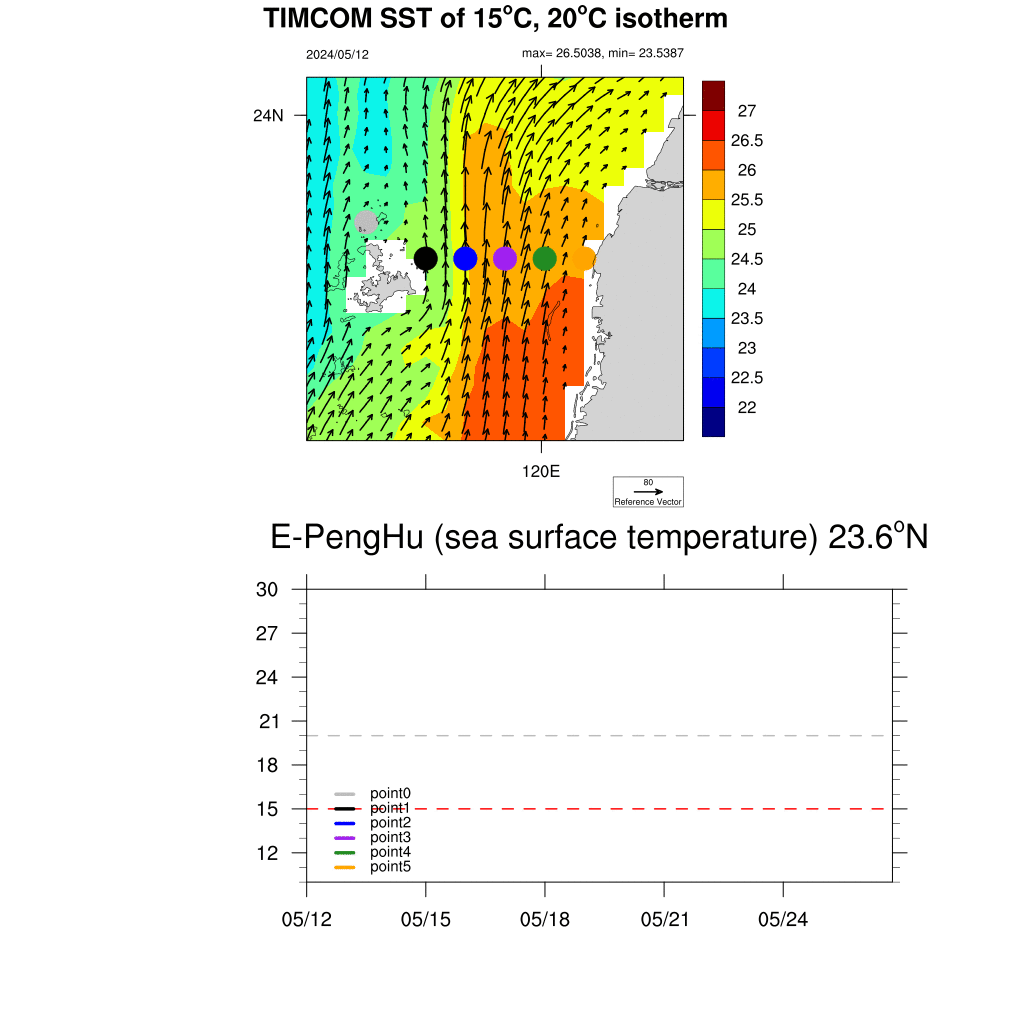 TIMCOM SST of 15°C, 20°C isotherm
2024/05/12
max= 26.5038, min= 23.5387
24N
27
26.5
26
25.5
25
24.5
24
23.5
23
22.5
22
120E
80
Reference Vector
E-PengHu (sea surface temperature) 23.6°N
30
27
24
21
18
15
12
point0
point1
point2
point3
point4
point5
05/12 05/15 05/18 05/21 05/24